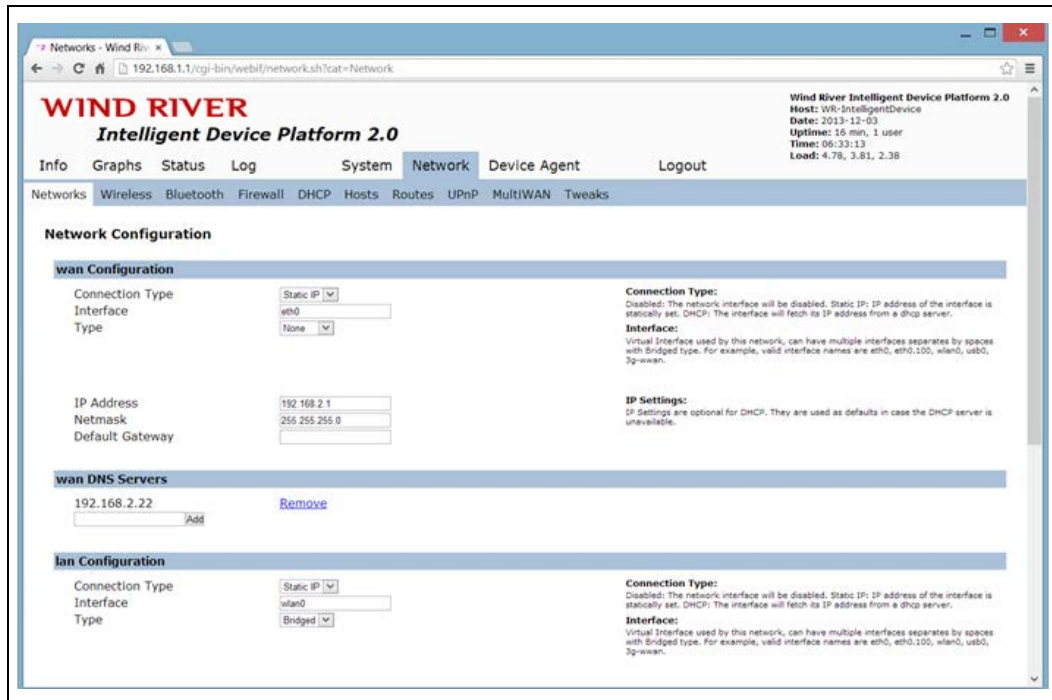 Networks - Wind Riv
192.168.1.1/cgi-bin/webif/network.sh?cat=Network
WIND RIVER
Intelligent Device Platform 2.0
Wind River Intelligent Device Platform 2.0
Host: WR-IntelligentDevice
Date: 2013-12-03
Uptime: 16 min, 1 user
Time: 06:33:13
Load: 4.78, 3.81, 2.38
Info Graphs Status Log System Network Device Agent Logout
Networks Wireless Bluetooth Firewall DHCP Hosts Routes UPnP MultiWAN Tweaks
Network Configuration
wan Configuration
Connection Type Static IP
Interface eth0
Type None
Connection Type:
Disabled: The network interface will be disabled. Static IP: IP address of the interface is
statically set. DHCP: The interface will fetch its IP address from a dhcp server.
Interface:
Virtual Interface used by this network, can have multiple interfaces separates by spaces
with Bridged type. For example, valid interface names are eth0, eth0.100, wlan0, usb0,
3g-wwan.
IP Address 192.168.2.1
Netmask 255.255.255.0
Default Gateway
IP Settings:
IP Settings are optional for DHCP. They are used as defaults in case the DHCP server is
unavailable.
wan DNS Servers
192.168.2.22 Remove
Add
lan Configuration
Connection Type Static IP
Interface wlan0
Type Bridged
Connection Type:
Disabled: The network interface will be disabled. Static IP: IP address of the interface is
statically set. DHCP: The interface will fetch its IP address from a dhcp server.
Interface:
Virtual Interface used by this network, can have multiple interfaces separates by spaces
with Bridged type. For example, valid interface names are eth0, eth0.100, wlan0, usb0,
3g-wwan.